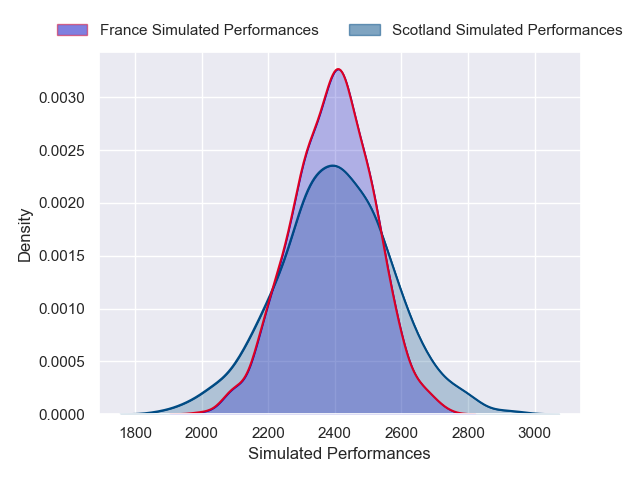 France Simulated Performances
Scotland Simulated Performances
0.0030
0.0025
0.0020
0.0015
0.0010
0.0005
0.0000
Density
1800 2000 2200 2400 2600 2800 3000
Simulated Performances